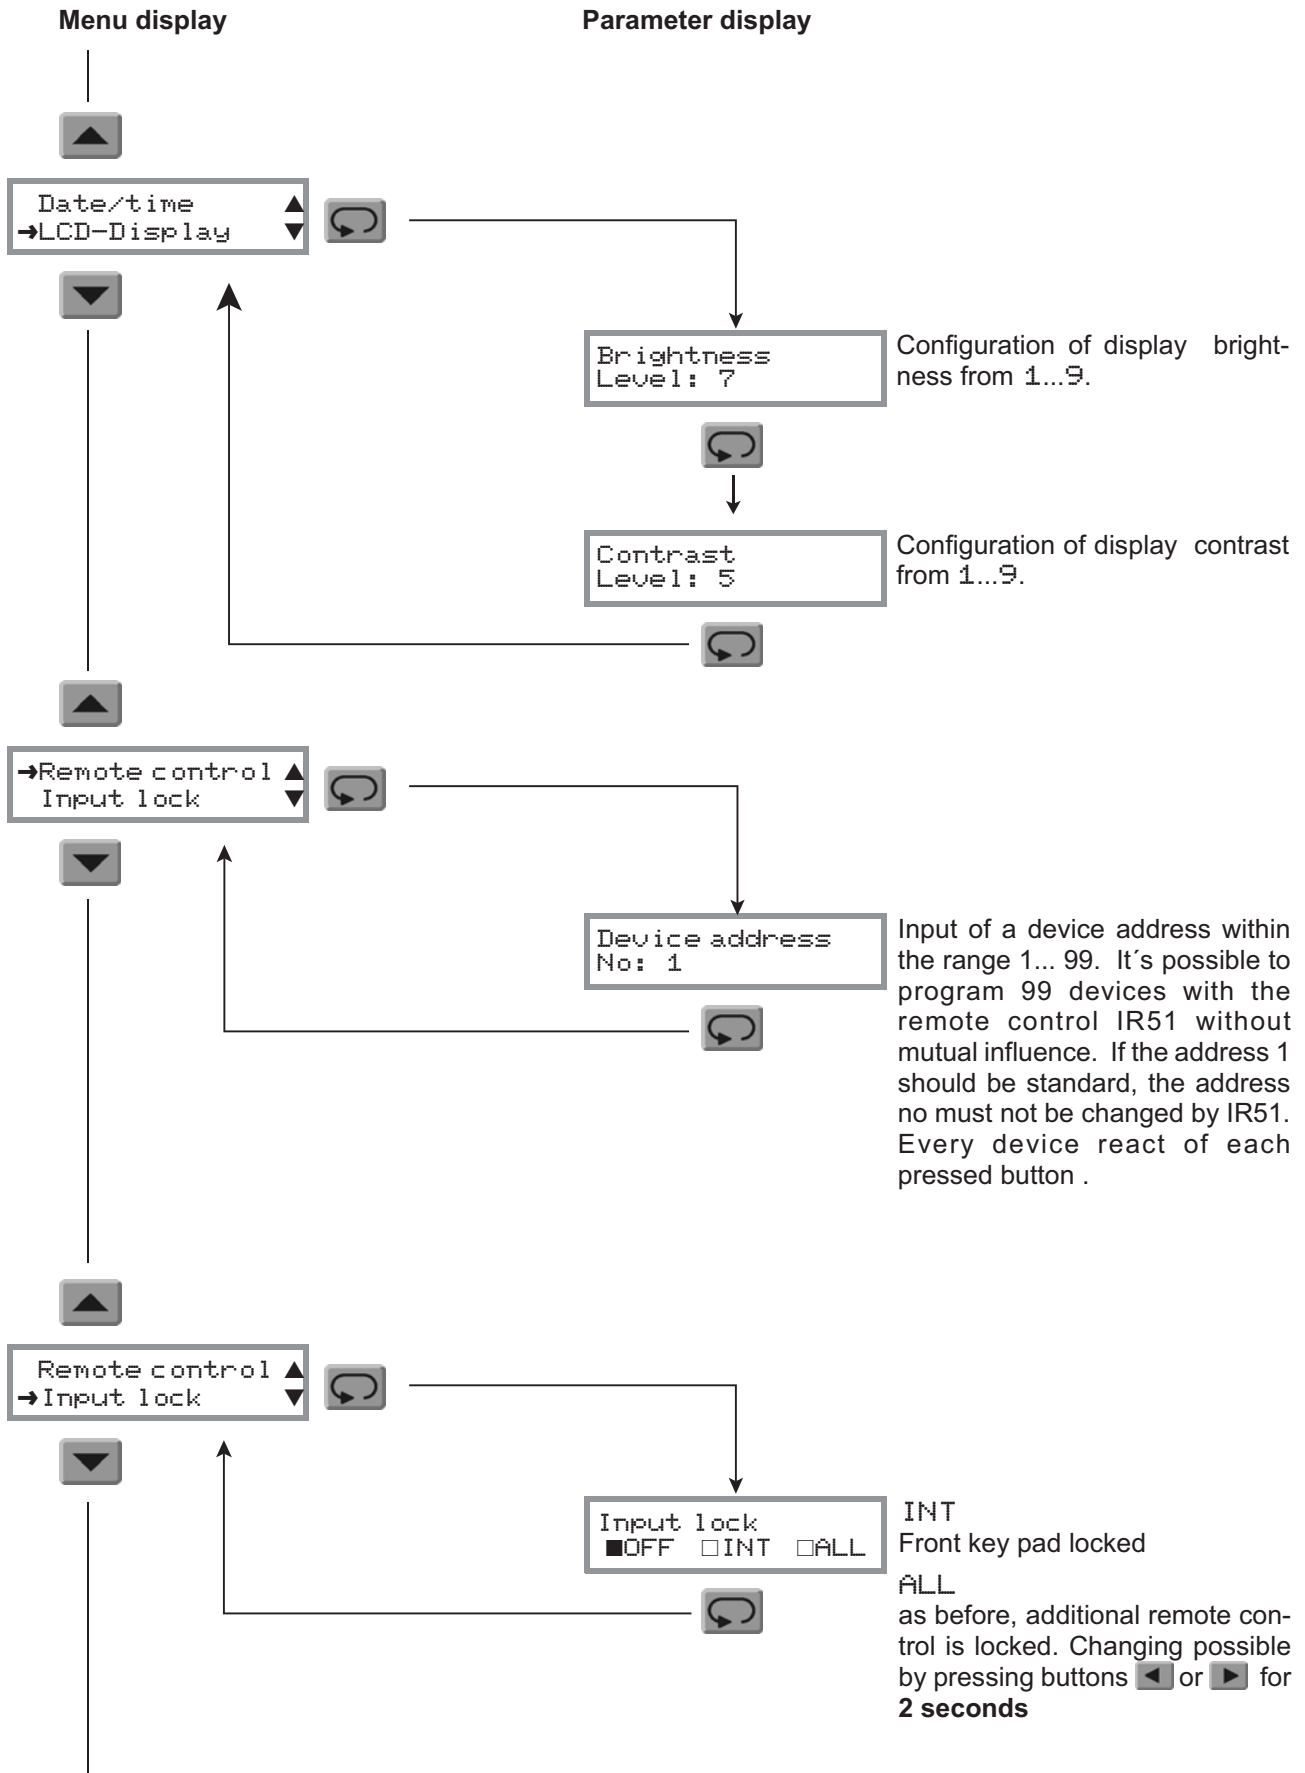 Menu display
Parameter display
Date/time ▲
→LCD-Display ▼
Brightness
Level: 7
Configuration of display bright-
ness from 1...9.
Contrast
Level: 5
Configuration of display contrast
from 1...9.
→Remote control ▲
Input lock ▼
Device address
No: 1
Input of a device address within
the range 1... 99. It´s possible to
program 99 devices with the
remote control IR51 without
mutual influence. If the address 1
should be standard, the address
no must not be changed by IR51.
Every device react of each
pressed button .
Remote control ▲
→Input lock ▼
Input lock
■OFF □INT □ALL
INT
Front key pad locked
ALL
as before, additional remote con-
trol is locked. Changing possible
by pressing buttons ◄ or ► for
2 seconds